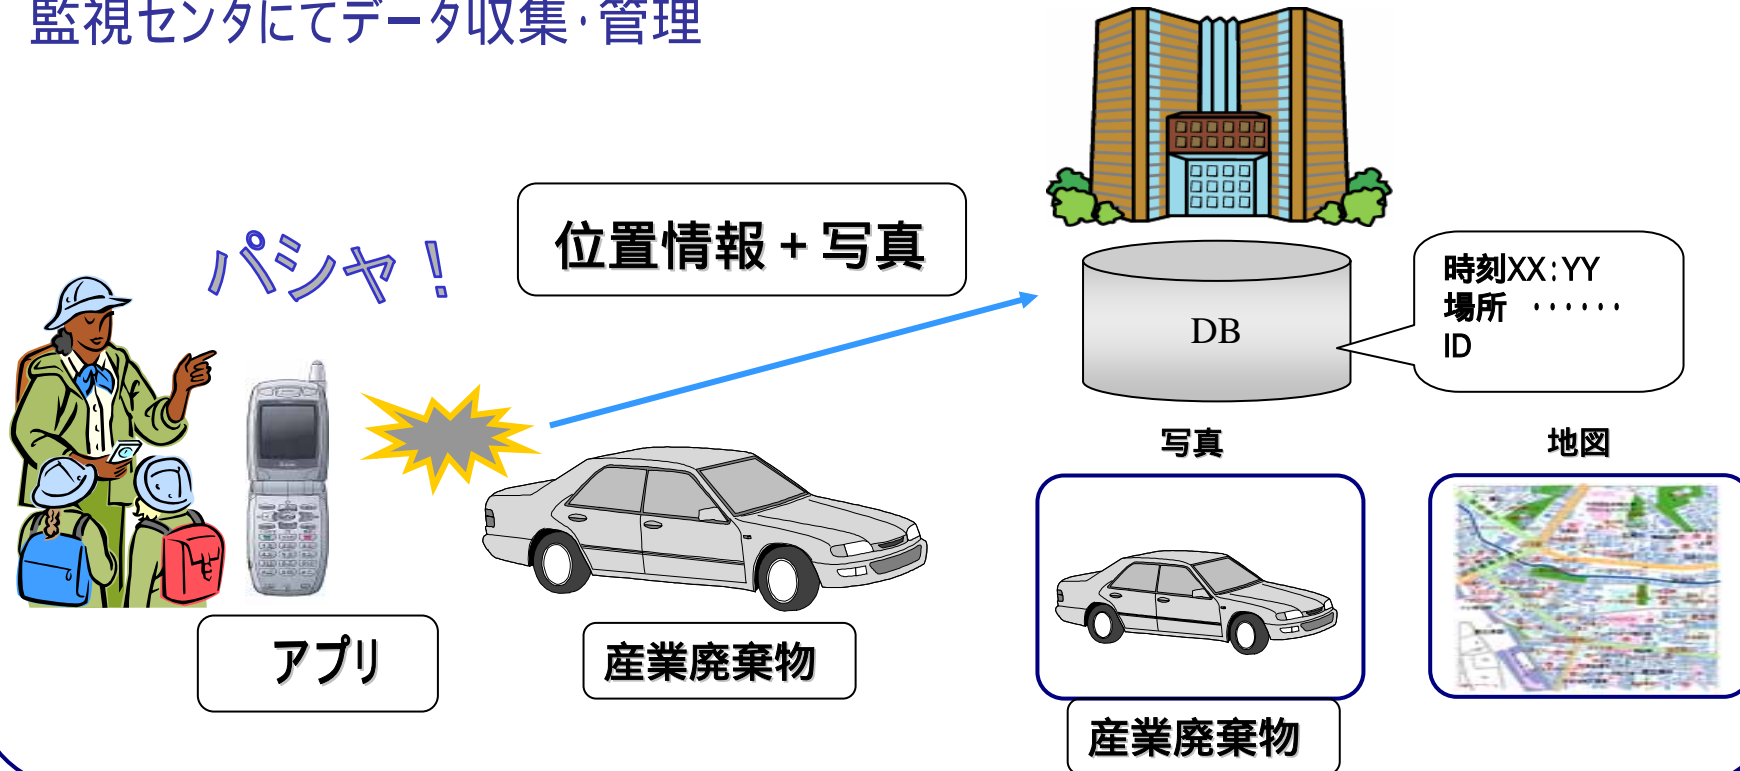 監視センタにてデータ収集・管理
パシャ！
位置情報+写真
DB
時刻XX:YY
場所 ・・・・・・
ID
写真
地図
アプリ
産業廃棄物
産業廃棄物